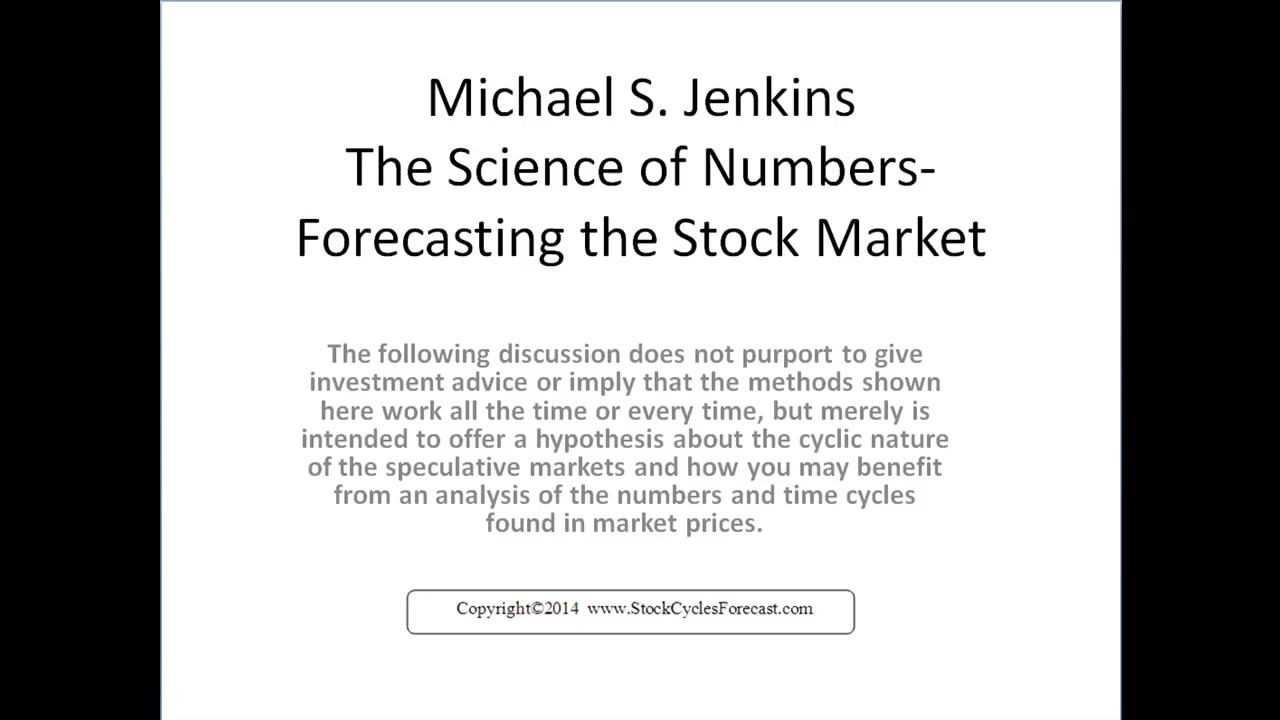 Michael S. Jenkins
The Science of Numbers-
Forecasting the Stock Market
The following discussion does not purport to give
investment advice or imply that the methods shown
here work all the time or every time, but merely is
intended to offer a hypothesis about the cyclic nature
of the speculative markets and how you may benefit
from an analysis of the numbers and time cycles
found in market prices.
Copyright©2014 www.StockCyclesForecast.com